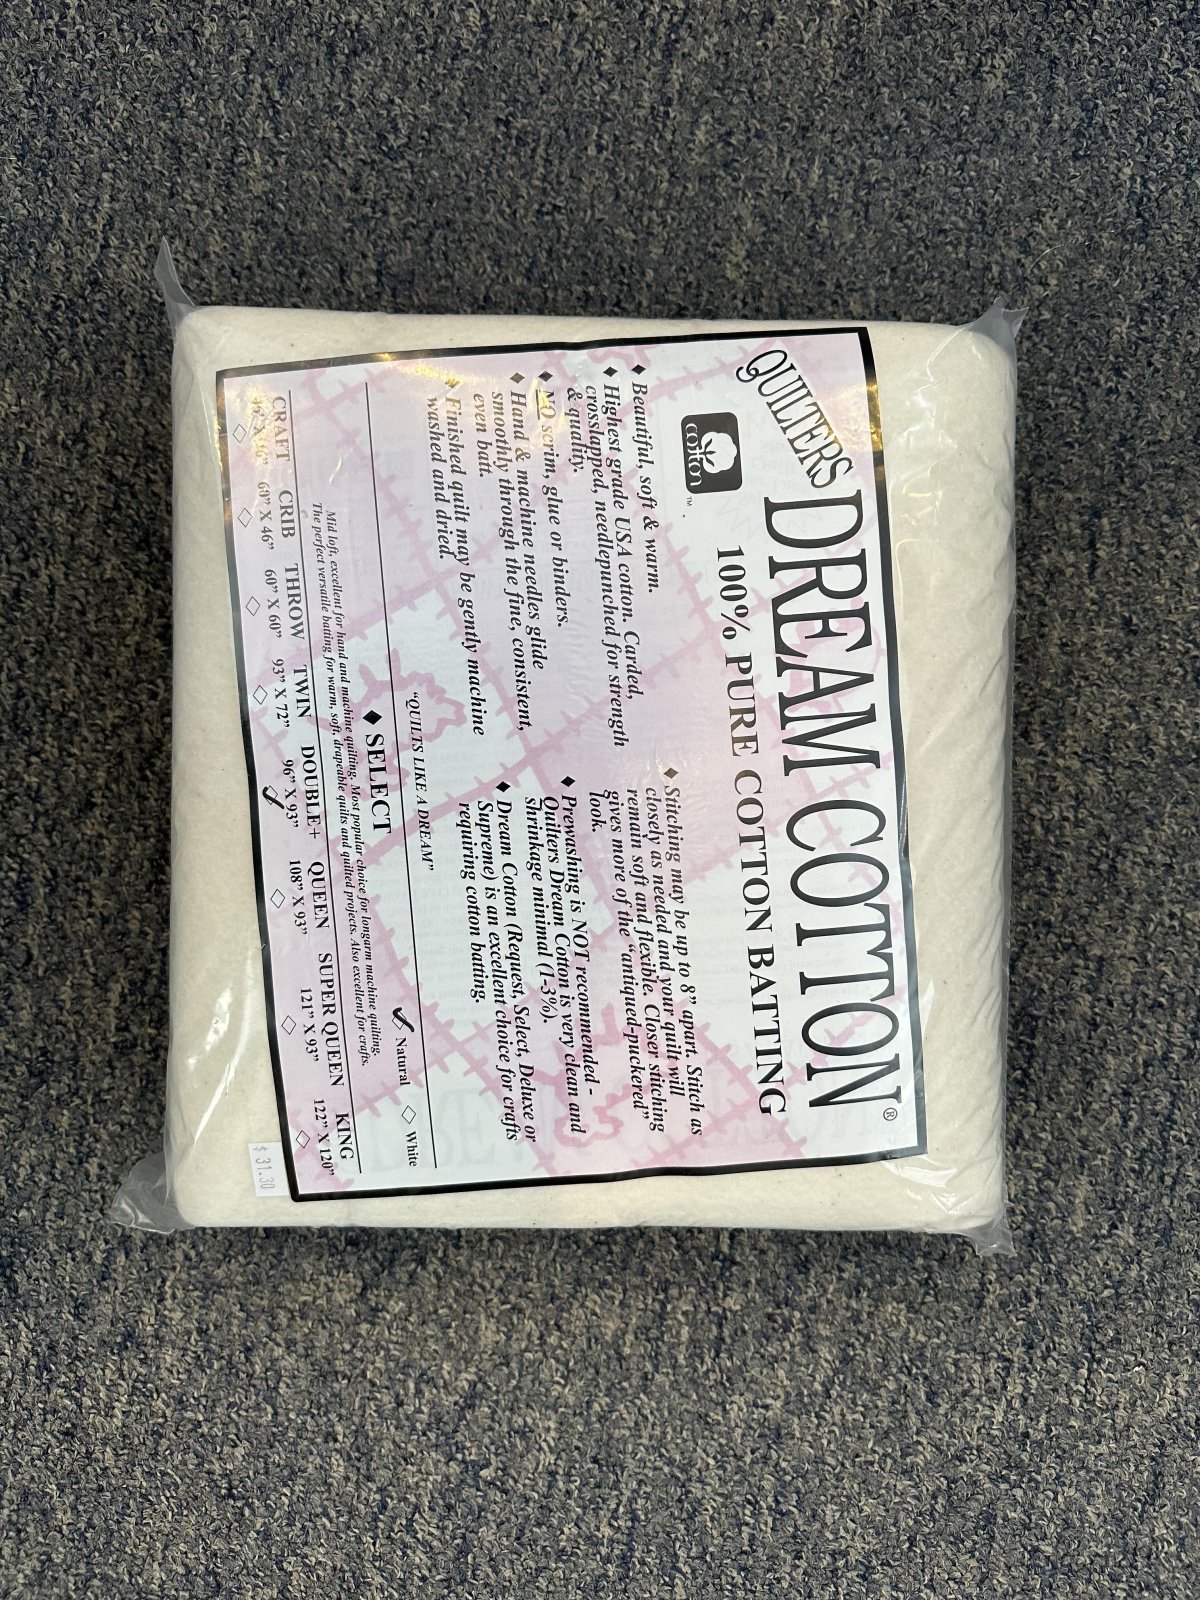 QUILTERS DREAM COTTON®
100% PURE COTTON BATTING
cotton ™
♦ Beautiful, soft & warm.
♦ Highest grade USA cotton. Carded,
crosslapped, needlepunched for strength
& quality.
♦ NO scrim, glue or binders.
♦ Hand & machine needles glide
smoothly through the fine, consistent,
even batt.
♦ Finished quilt may be gently machine
washed and dried.
♦ Stitching may be up to 8” apart. Stitch as
closely as needed and your quilt will
remain soft and flexible. Closer stitching
gives more of the “antiqued-puckered”
look.
♦ Prewashing is NOT recommended -
Quilters Dream Cotton is very clean and
shrinkage minimal (1-3%).
♦ Dream Cotton (Request, Select, Deluxe or
Supreme) is an excellent choice for crafts
requiring cotton batting.
“QUILTS LIKE A DREAM”
♦ SELECT
Natural ◇ White
Mid loft, excellent for hand and machine quilting. Most popular choice for longarm machine quilting.
The perfect versatile batting for warm, soft, drapeable quilts and quilted projects. Also excellent for crafts.
CRAFT CRIB THROW TWIN DOUBLE+ QUEEN SUPER QUEEN KING
60” X 46” 60” X 60” 93” X 72” 96” X 93” 108” X 93” 121” X 93” 122” X 120”
$ 31.30